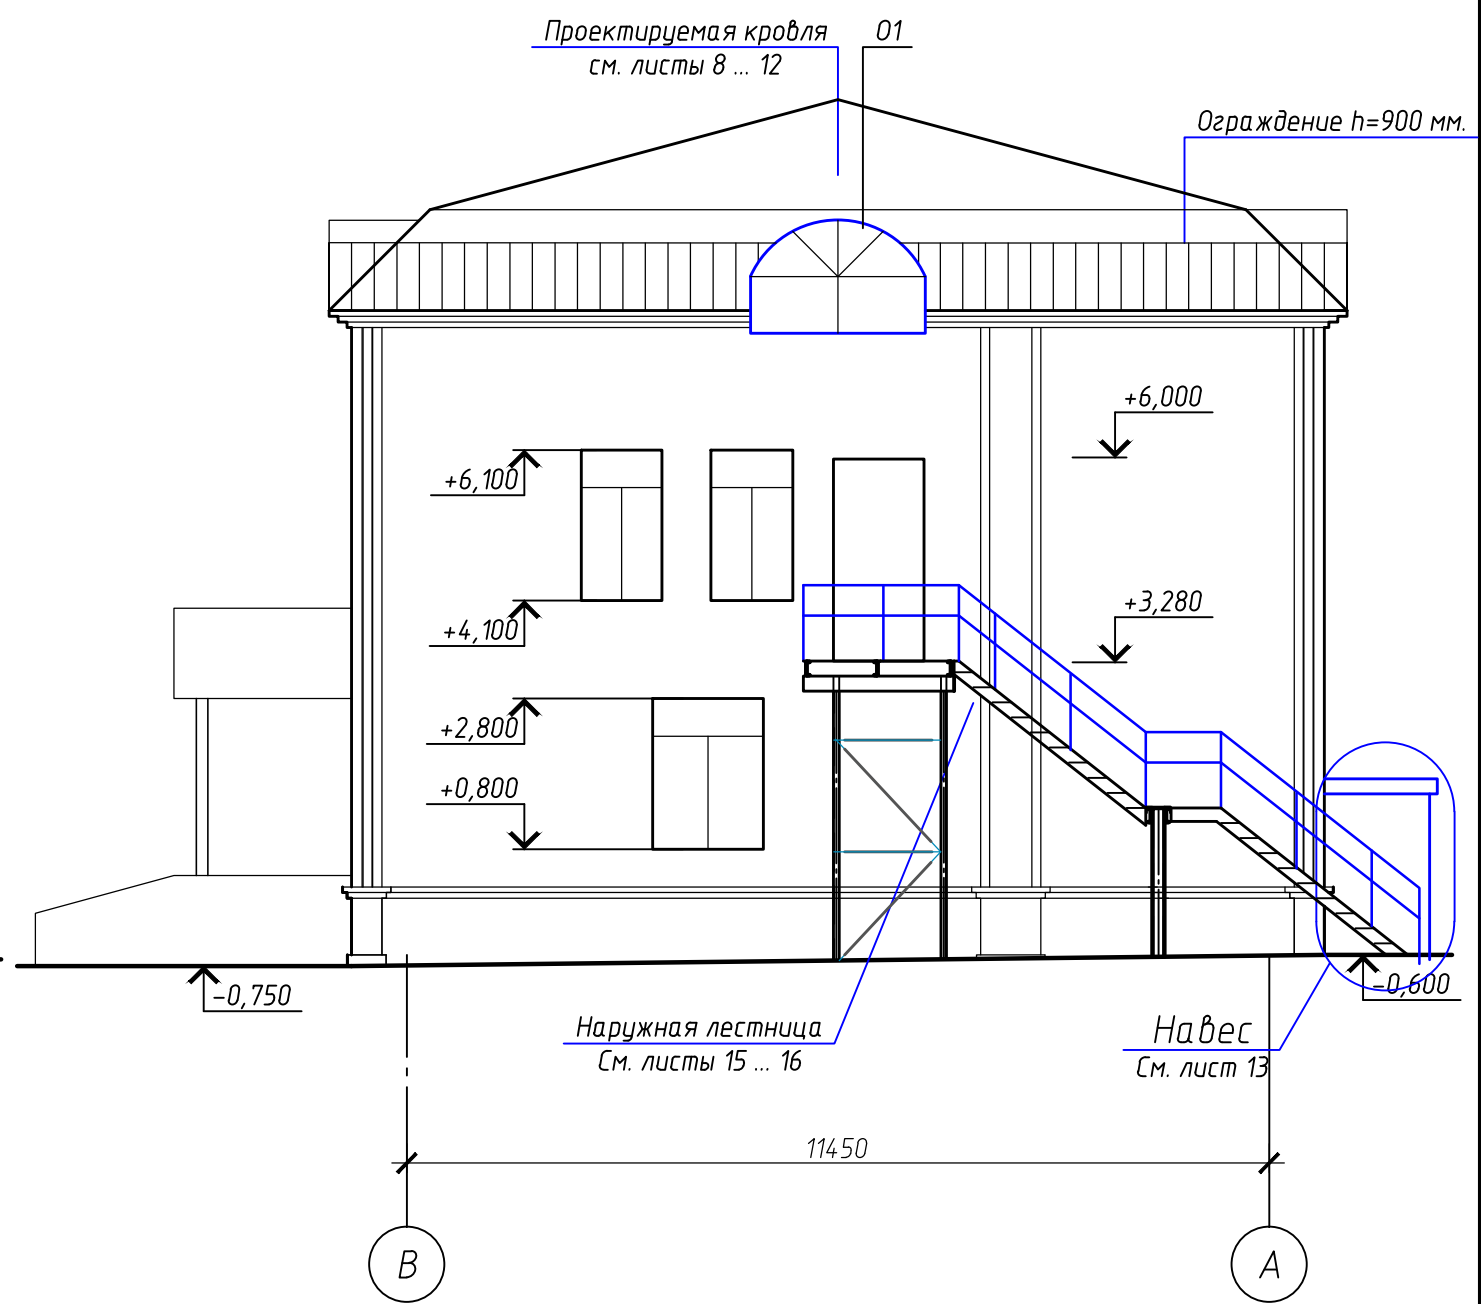 Проектируемая кровля
см. листы 8 ... 12
О1
Ограждение h=900 мм.
+6,000
+6,100
+3,280
+4,100
+2,800
+0,800
-0,750
-0,600
Наружная лестница
См. листы 15 ... 16
Навес
См. лист 13
11450
В
А